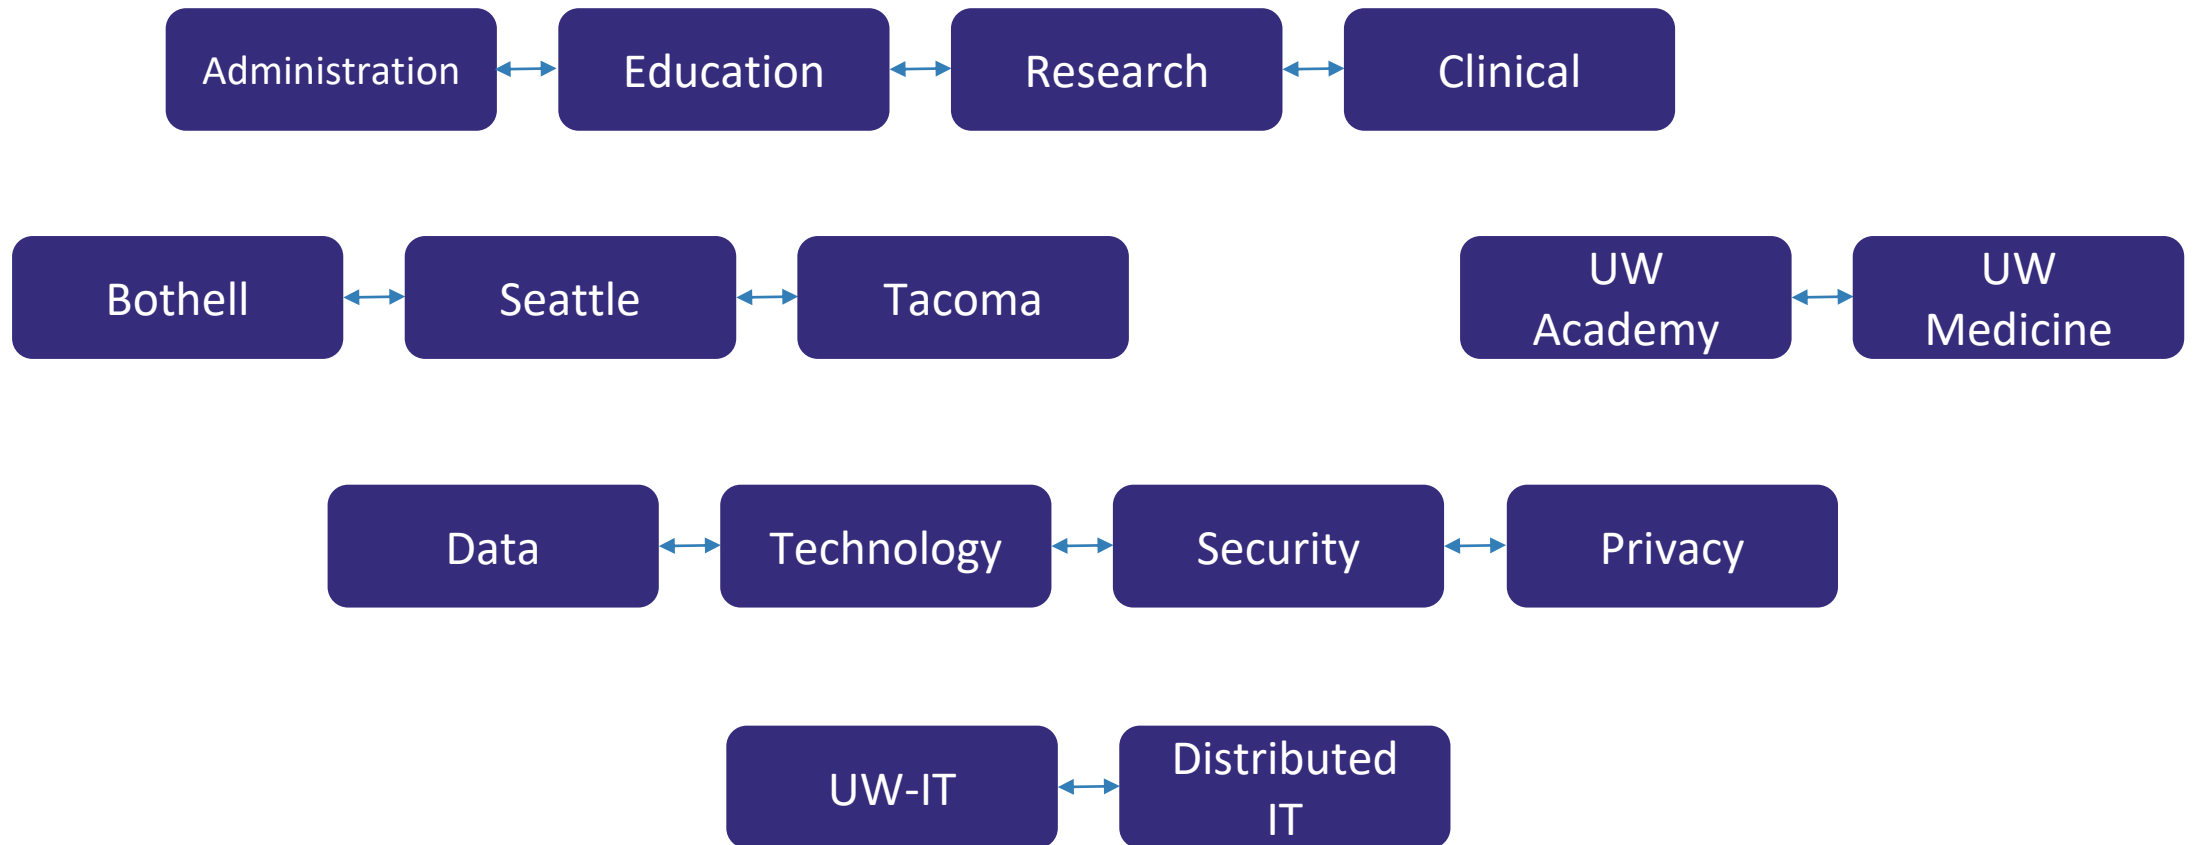 Administration
Education
Research
Clinical
Bothell
Seattle
Tacoma
UW
Academy
UW
Medicine
Data
Technology
Security
Privacy
UW-IT
Distributed
IT